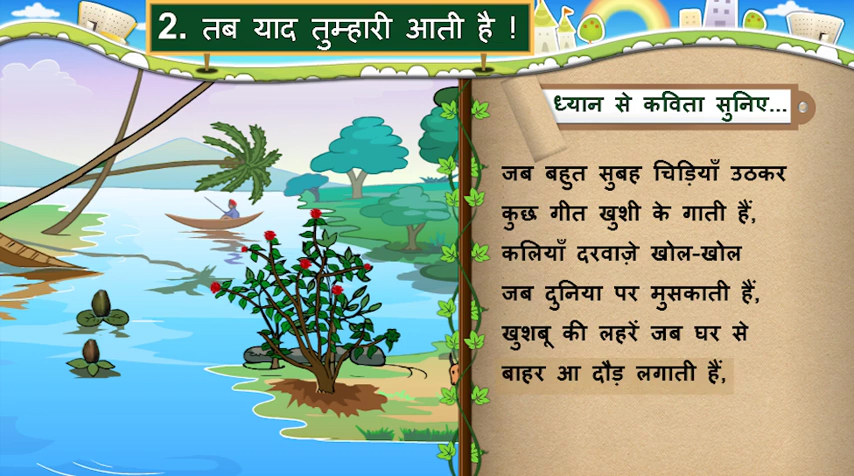 2. तब याद तुम्हारी आती है !
ध्यान से कविता सुनिए...
जब बहुत सुबह चिड़ियाँ उठकर
कुछ गीत खुशी के गाती हैं,
कलियाँ दरवाज़े खोल-खोल
जब दुनिया पर मुसकाती हैं,
खुशबू की लहरें जब घर से
बाहर आ दौड़ लगाती हैं,